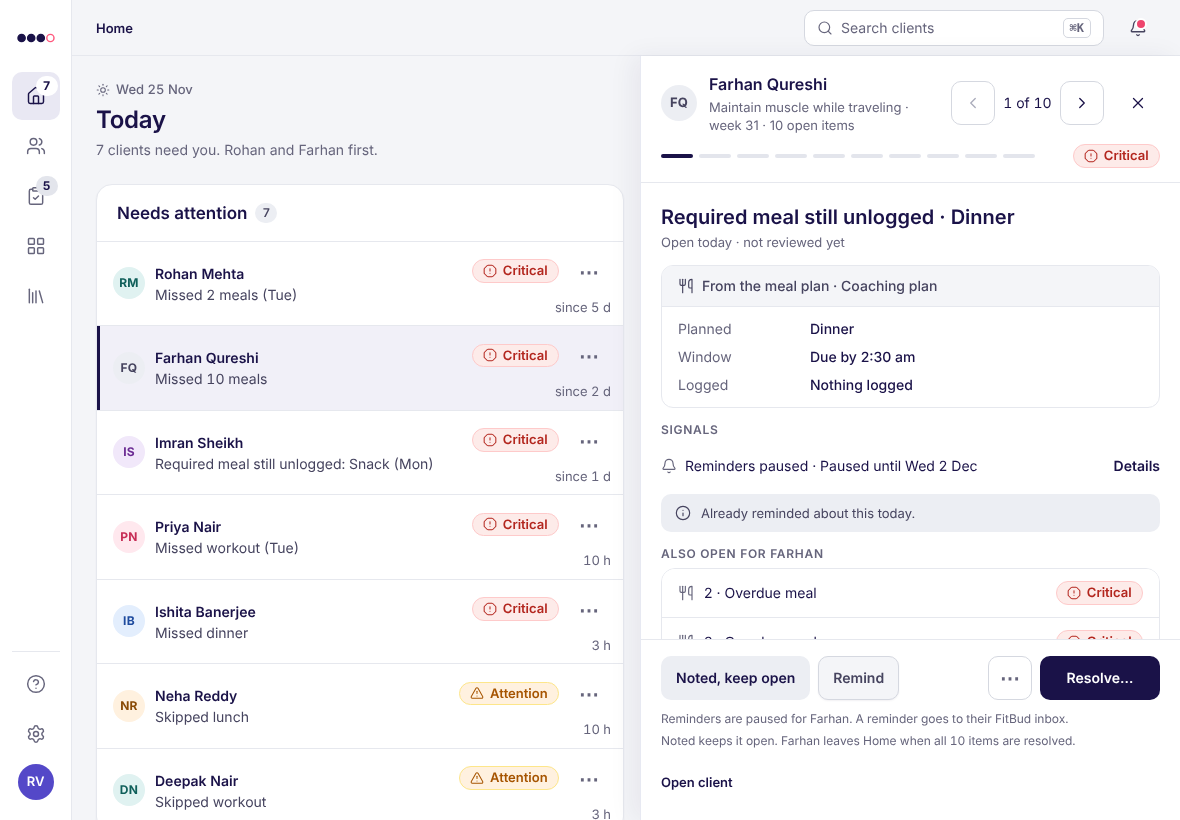 Home
Search clients
⌘K
7
5
RV
Wed 25 Nov
Today
7 clients need you. Rohan and Farhan first.
Needs attention 7
RM
Rohan Mehta
Missed 2 meals (Tue)
Critical
since 5 d
FQ
Farhan Qureshi
Missed 10 meals
Critical
since 2 d
IS
Imran Sheikh
Required meal still unlogged: Snack (Mon)
Critical
since 1 d
PN
Priya Nair
Missed workout (Tue)
Critical
10 h
IB
Ishita Banerjee
Missed dinner
Critical
3 h
NR
Neha Reddy
Skipped lunch
Attention
10 h
DN
Deepak Nair
Skipped workout
Attention
3 h
FQ
Farhan Qureshi
Maintain muscle while traveling ·
week 31 · 10 open items
1 of 10
Critical
Required meal still unlogged · Dinner
Open today · not reviewed yet
From the meal plan · Coaching plan
Planned Dinner
Window Due by 2:30 am
Logged Nothing logged
SIGNALS
Reminders paused · Paused until Wed 2 Dec Details
Already reminded about this today.
ALSO OPEN FOR FARHAN
2 · Overdue meal Critical
Noted, keep open Remind ··· Resolve...
Reminders are paused for Farhan. A reminder goes to their FitBud inbox.
Noted keeps it open. Farhan leaves Home when all 10 items are resolved.
Open client